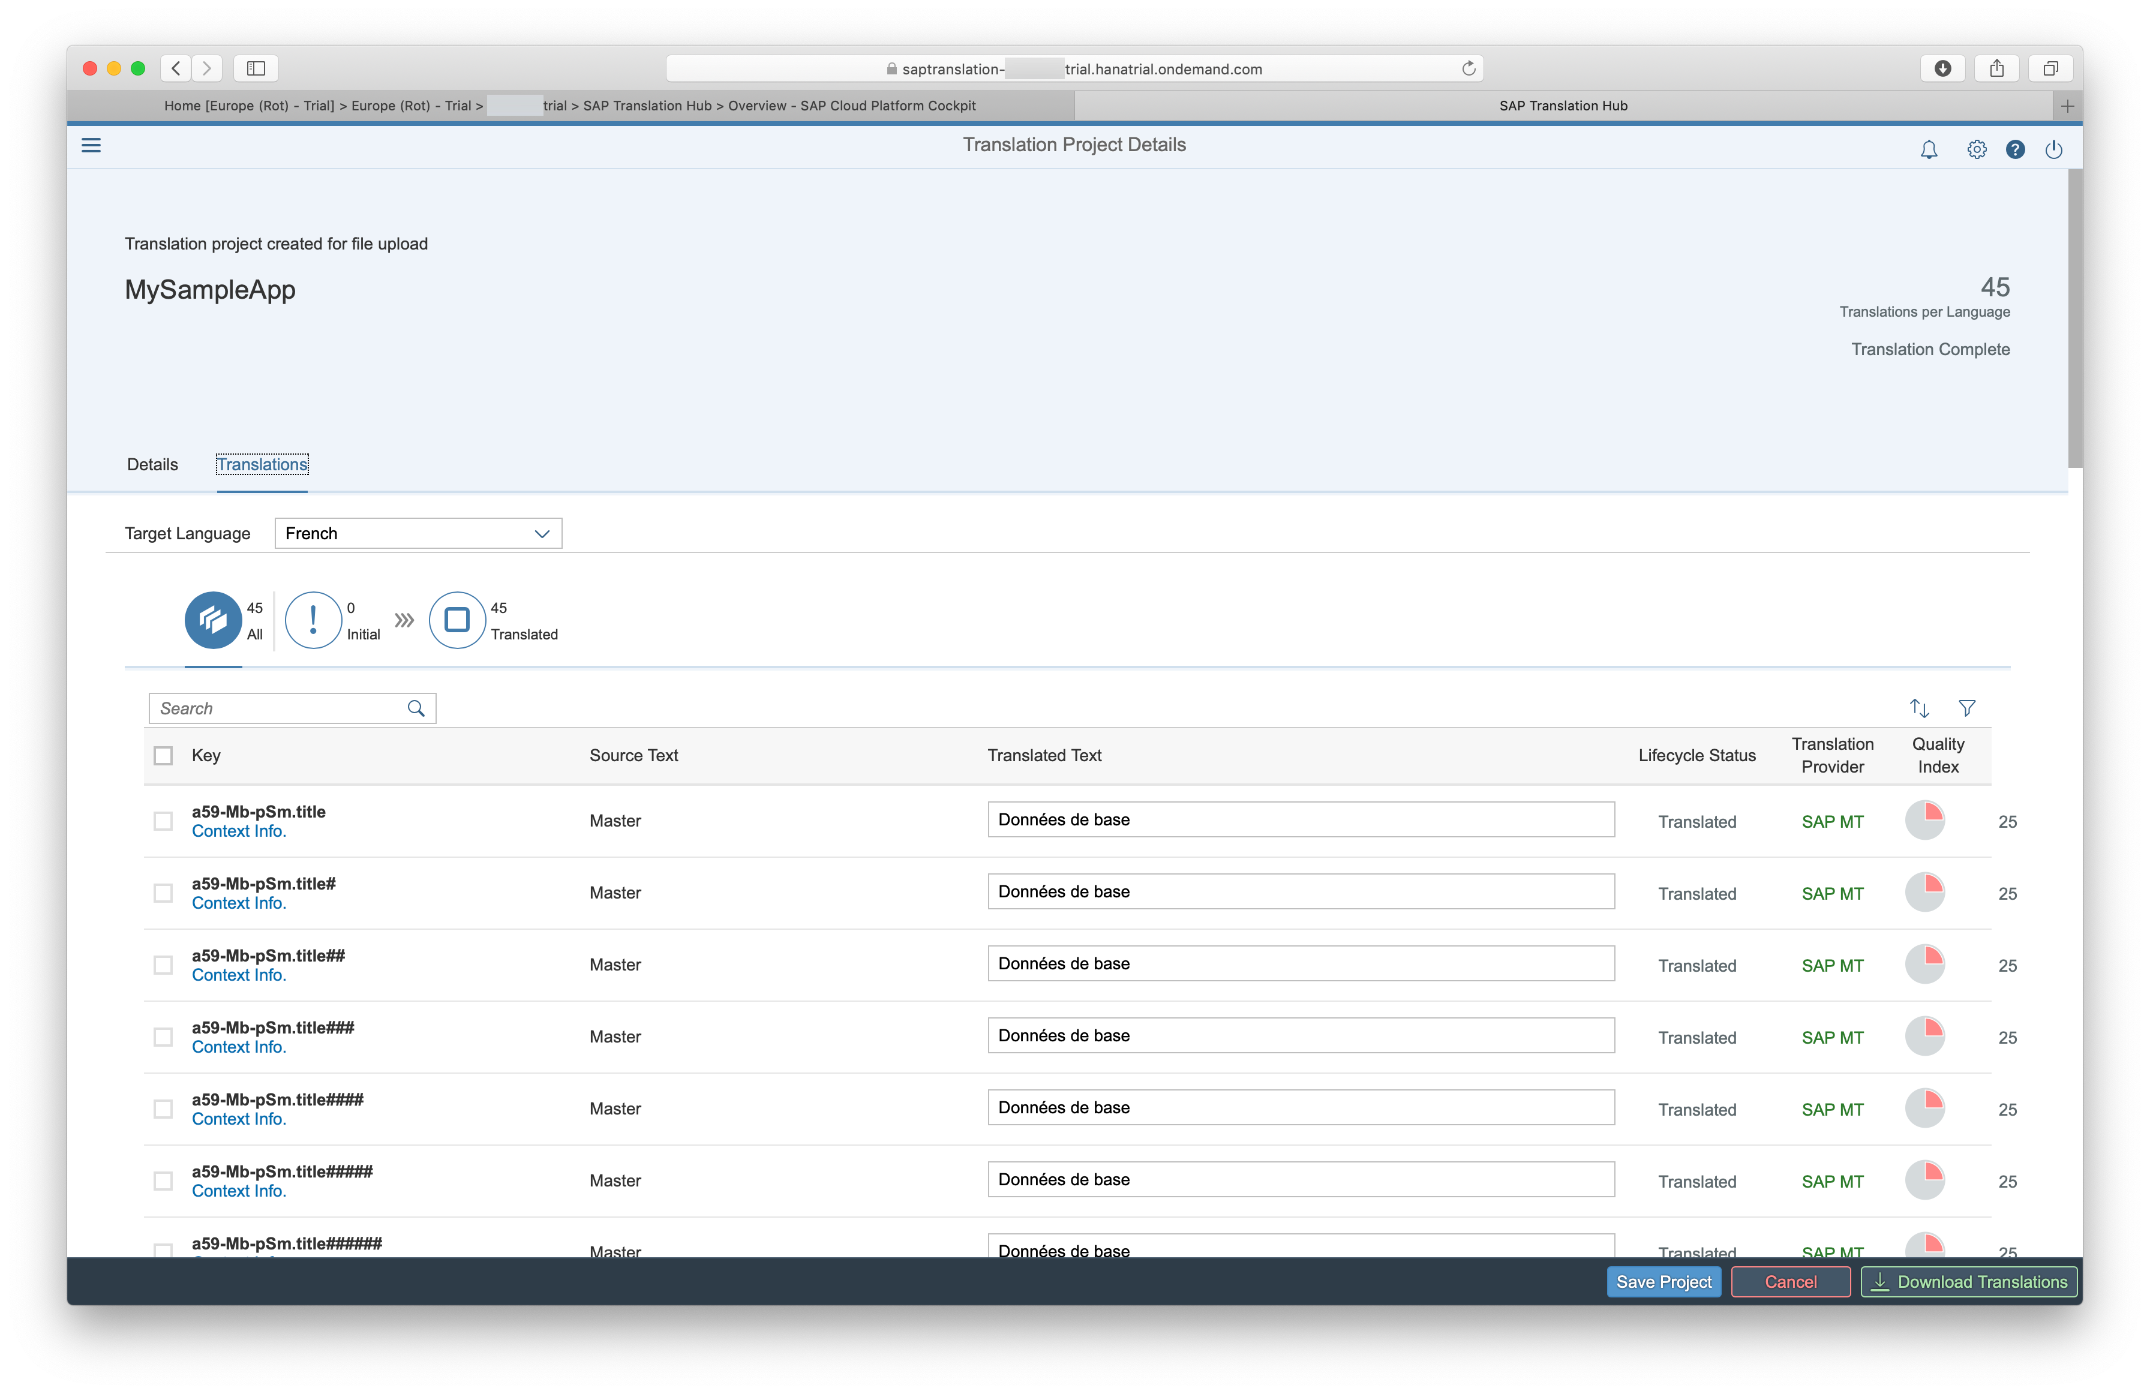 saptranslation- trial.hanatrial.ondemand.com
Home [Europe (Rot) - Trial] > Europe (Rot) - Trial > trial > SAP Translation Hub > Overview - SAP Cloud Platform Cockpit
SAP Translation Hub
Translation Project Details
Translation project created for file upload
MySampleApp
45
Translations per Language
Translation Complete
Details Translations
Target Language French
45 All
0 Initial
45 Translated
Search
Key Source Text Translated Text Lifecycle Status Translation Provider Quality Index
a59-Mb-pSm.title Master Données de base Translated SAP MT 25
Context Info.
a59-Mb-pSm.title# Master Données de base Translated SAP MT 25
Context Info.
a59-Mb-pSm.title## Master Données de base Translated SAP MT 25
Context Info.
a59-Mb-pSm.title### Master Données de base Translated SAP MT 25
Context Info.
a59-Mb-pSm.title#### Master Données de base Translated SAP MT 25
Context Info.
a59-Mb-pSm.title##### Master Données de base Translated SAP MT 25
Context Info.
a59-Mb-pSm.title###### Master Données de base Translated SAP MT 25
Save Project Cancel Download Translations